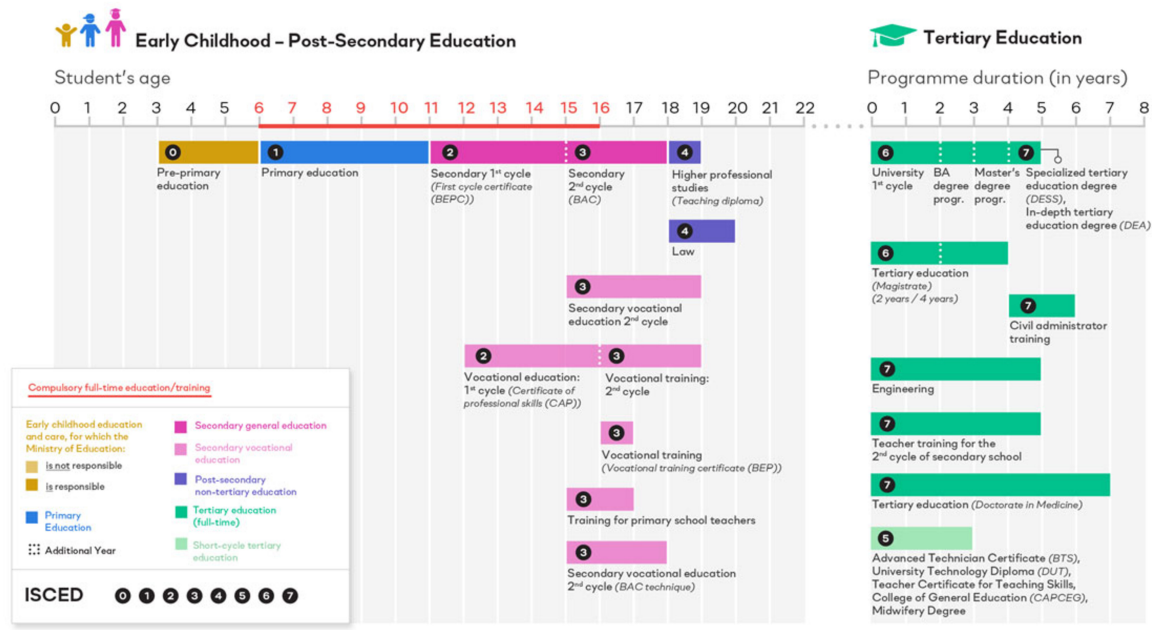 Early Childhood – Post-Secondary Education
Student's age
0 1 2 3 4 5 6 7 8 9 10 11 12 13 14 15 16 17 18 19 20 21 22
0
Pre-primary
education
1
Primary education
2
Secondary 1st cycle
(First cycle certificate
(BEPC))
3
Secondary
2nd cycle
(BAC)
4
Higher professional
studies
(Teaching diploma)
4
Law
3
Secondary vocational
education 2nd cycle
2
Vocational education:
1st cycle (Certificate of
professional skills (CAP))
3
Vocational training:
2nd cycle
3
Vocational training
(Vocational training certificate (BEP))
3
Training for primary school teachers
3
Secondary vocational education
2nd cycle (BAC technique)
Tertiary Education
Programme duration (in years)
0 1 2 3 4 5 6 7 8
6
University
1st cycle
BA
degree
progr.
Master's
degree
progr.
7
Specialized tertiary
education degree
(DESS),
In-depth tertiary
education degree (DEA)
6
Tertiary education
(Magistrate)
(2 years / 4 years)
7
Civil administrator
training
7
Engineering
7
Teacher training for the
2nd cycle of secondary school
7
Tertiary education (Doctorate in Medicine)
5
Advanced Technician Certificate (BTS),
University Technology Diploma (DUT),
Teacher Certificate for Teaching Skills,
College of General Education (CAPCEG),
Midwifery Degree
Compulsory full-time education/training
Early childhood education
and care, for which the
Ministry of Education:
is not responsible
is responsible
Primary
Education
Additional Year
Secondary general education
Secondary vocational
education
Post-secondary
non-tertiary education
Tertiary education
(full-time)
Short-cycle tertiary
education
ISCED 0 1 2 3 4 5 6 7